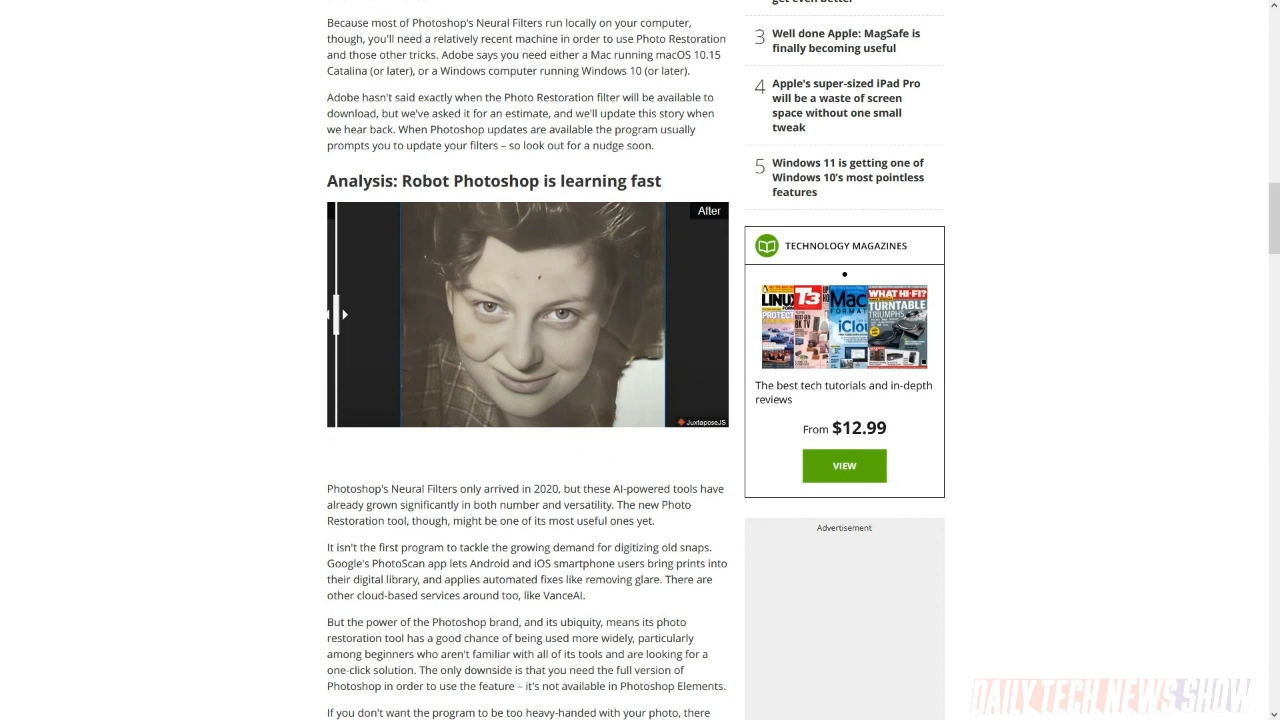 Because most of Photoshop's Neural Filters run locally on your computer,
though, you'll need a relatively recent machine in order to use Photo Restoration
and those other tricks. Adobe says you need either a Mac running macOS 10.15
Catalina (or later), or a Windows computer running Windows 10 (or later).
Adobe hasn't said exactly when the Photo Restoration filter will be available to
download, but we've asked it for an estimate, and we'll update this story when
we hear back. When Photoshop updates are available the program usually
prompts you to update your filters – so look out for a nudge soon.
Analysis: Robot Photoshop is learning fast
After
JuxtaposeJS
Photoshop's Neural Filters only arrived in 2020, but these AI-powered tools have
already grown significantly in both number and versatility. The new Photo
Restoration tool, though, might be one of its most useful ones yet.
It isn't the first program to tackle the growing demand for digitizing old snaps.
Google's PhotoScan app lets Android and iOS smartphone users bring prints into
their digital library, and applies automated fixes like removing glare. There are
other cloud-based services around too, like VanceAI.
But the power of the Photoshop brand, and its ubiquity, means its photo
restoration tool has a good chance of being used more widely, particularly
among beginners who aren't familiar with all of its tools and are looking for a
one-click solution. The only downside is that you need the full version of
Photoshop in order to use the feature – it's not available in Photoshop Elements.
If you don't want the program to be too heavy-handed with your photo, there
get even better
3 Well done Apple: MagSafe is
finally becoming useful
4 Apple's super-sized iPad Pro
will be a waste of screen
space without one small
tweak
5 Windows 11 is getting one of
Windows 10's most pointless
features
TECHNOLOGY MAGAZINES
LINUX
PROTECT
T3
Mac
FORMAT
iClou
WHAT HI-FI?
TURNTABLE
TRIUMPHS
The best tech tutorials and in-depth
reviews
From $12.99
VIEW
Advertisement
DAILY TECH NEWS SHOW